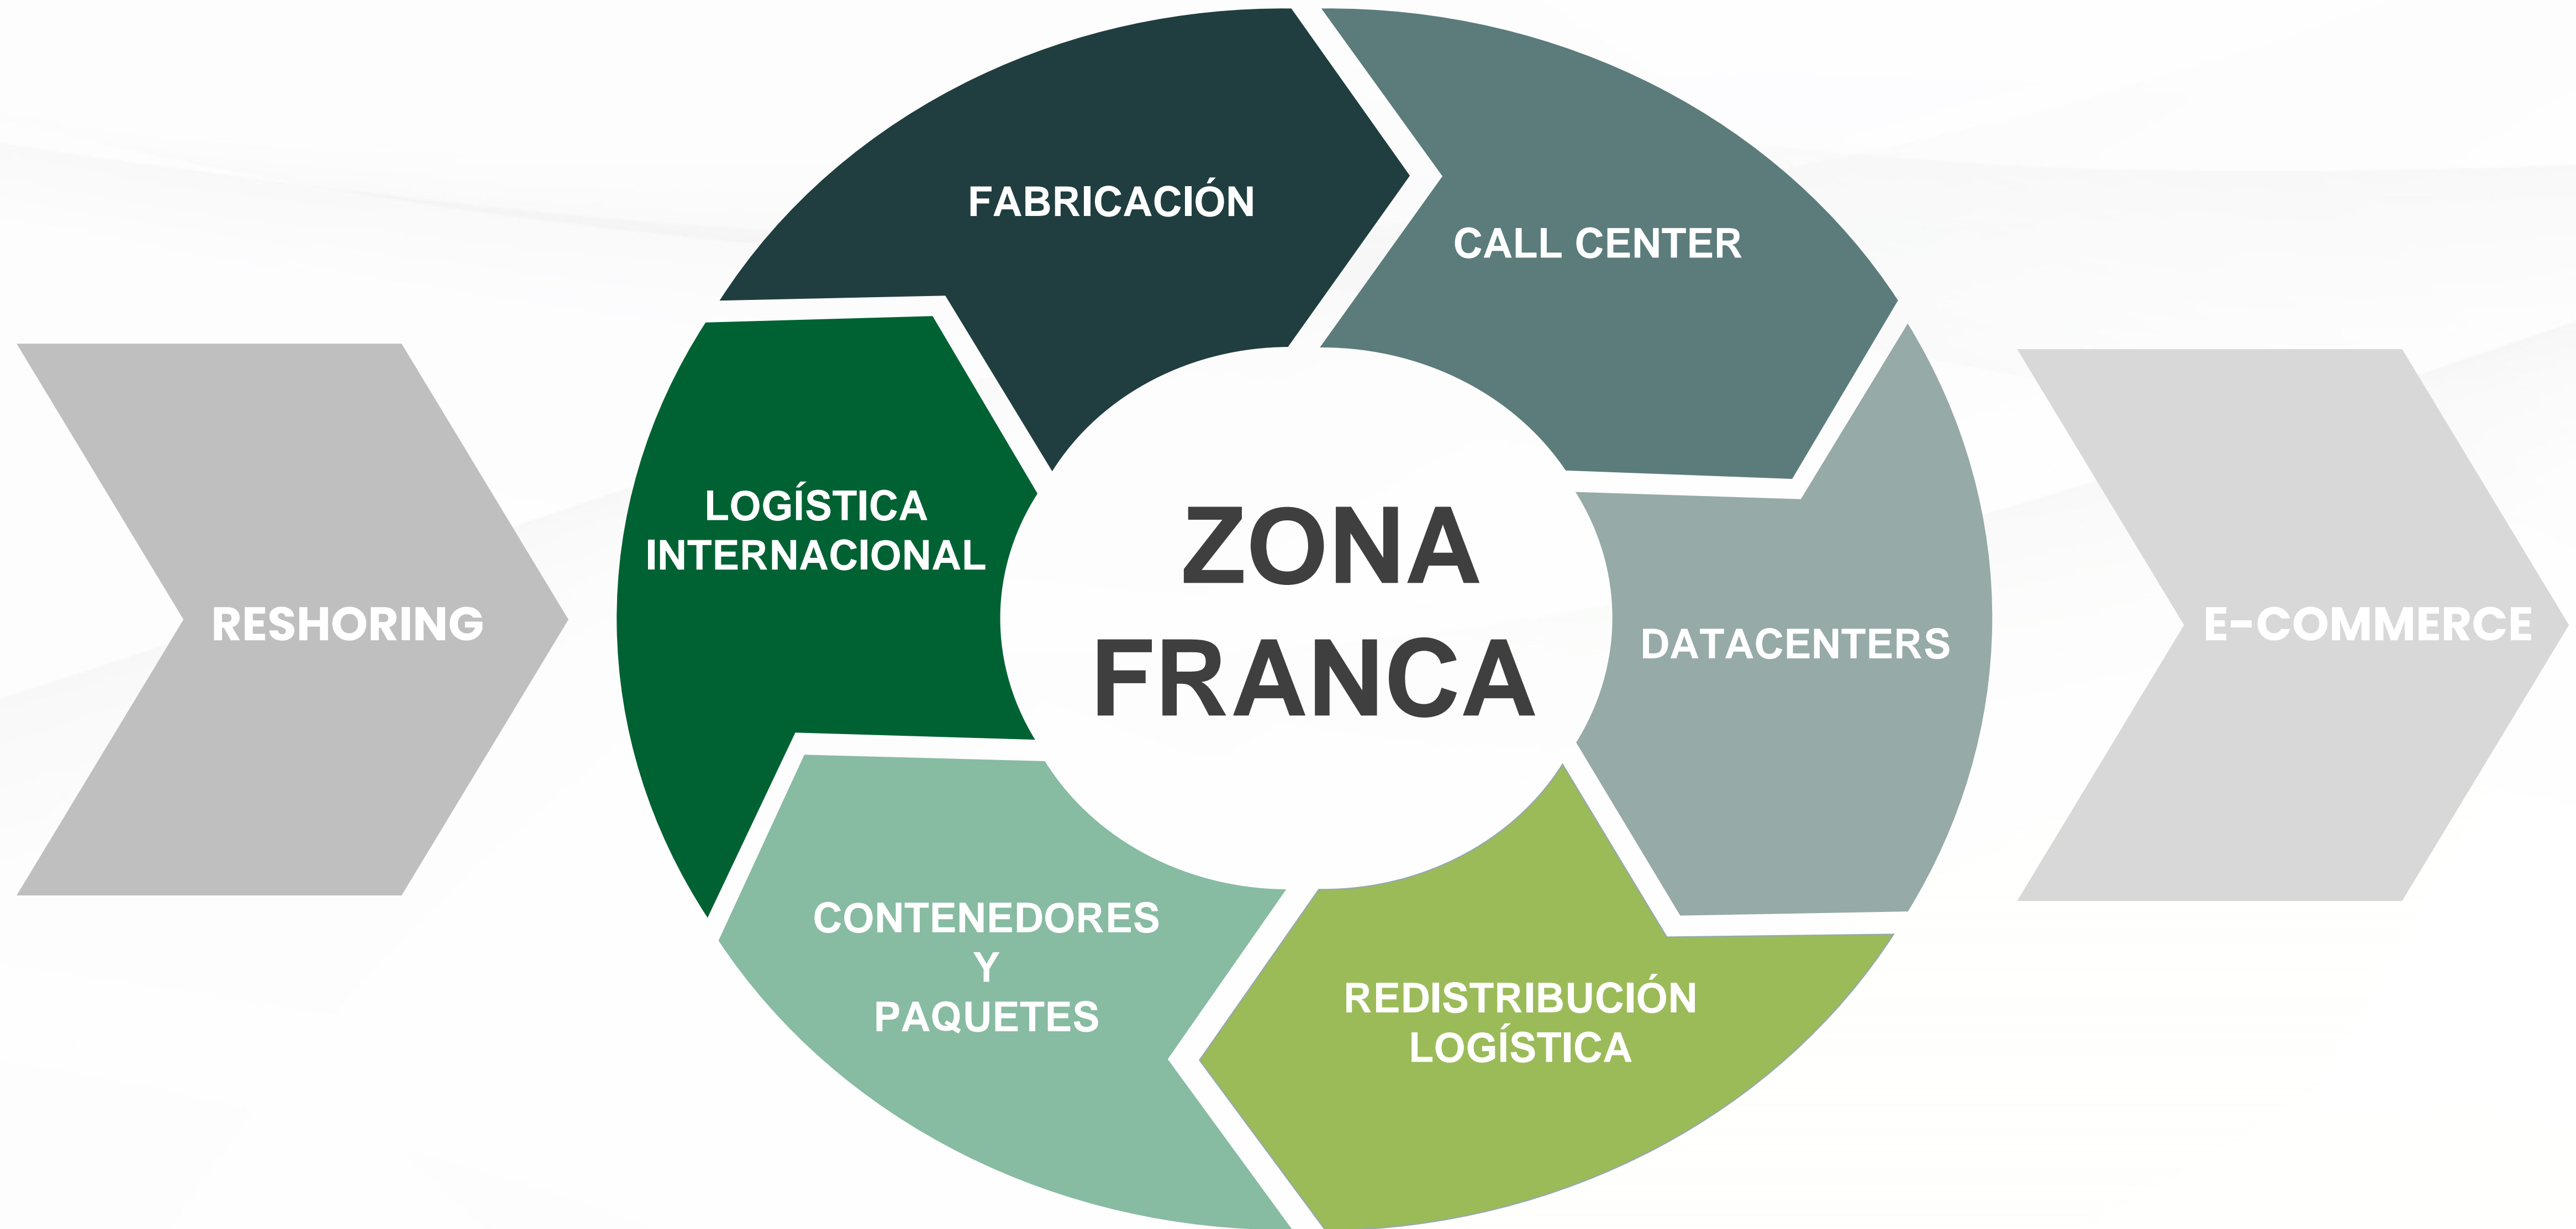 FABRICACIÓN
CALL CENTER
LOGÍSTICA
INTERNACIONAL
ZONA
FRANCA
RESHORING
DATACENTERS
E-COMMERCE
CONTENEDORES
Y
PAQUETES
REDISTRIBUCIÓN
LOGÍSTICA